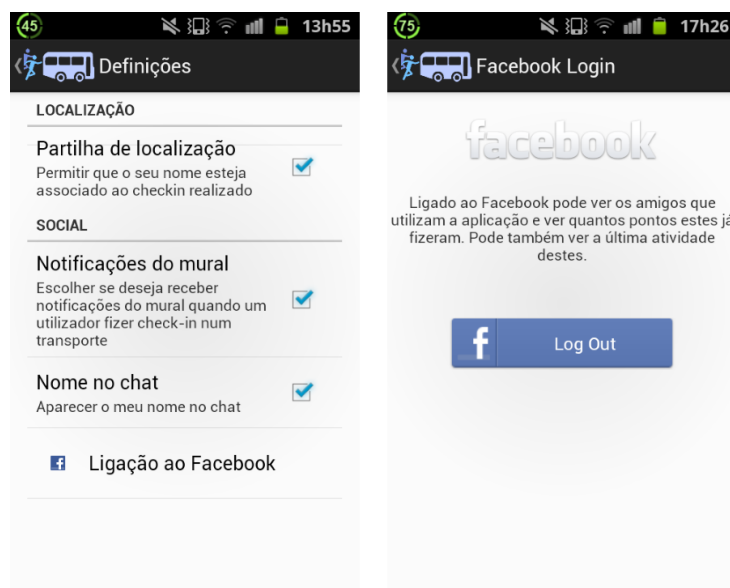 45 13h55
Definições
LOCALIZAÇÃO
Partilha de localização
Permitir que o seu nome esteja
associado ao checkin realizado
SOCIAL
Notificações do mural
Escolher se deseja receber
notificações do mural quando um
utilizador fizer check-in num
transporte
Nome no chat
Aparecer o meu nome no chat
f Ligação ao Facebook
75 17h26
Facebook Login
facebook
Ligado ao Facebook pode ver os amigos que
utilizam a aplicação e ver quantos pontos estes já
fizeram. Pode também ver a última atividade
destes.
f Log Out